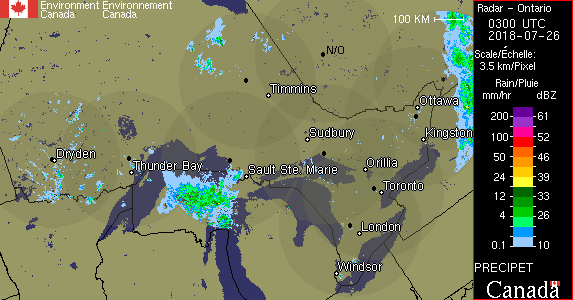 Environment Environnement
Canada Canada
Radar - Ontario
0300 UTC
2018-07-26
100 KM
Scale/Échelle:
3.5 km/Pixel
Rain/Pluie
mm/hr dBZ
200 61
100 52
50 46
24 39
12 33
4 26
0.1 10
PRECIPET
Canada
N/O
Timmins
Ottawa
Sudbury
Kingston
Dryden
Thunder Bay
Sault Ste. Marie
Orillia
Toronto
London
Windsor